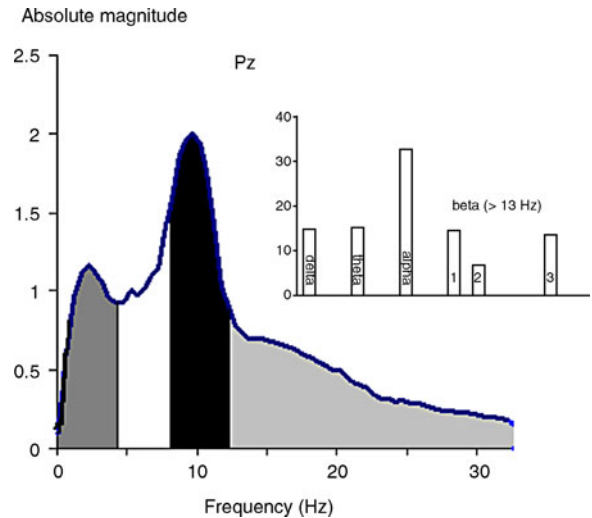 Absolute magnitude
2.5
Pz
40
2
30
20
beta (> 13 Hz)
1.5
10
delta
theta
alpha
1
2
3
0
1
0.5
0
0
10
20
30
Frequency (Hz)